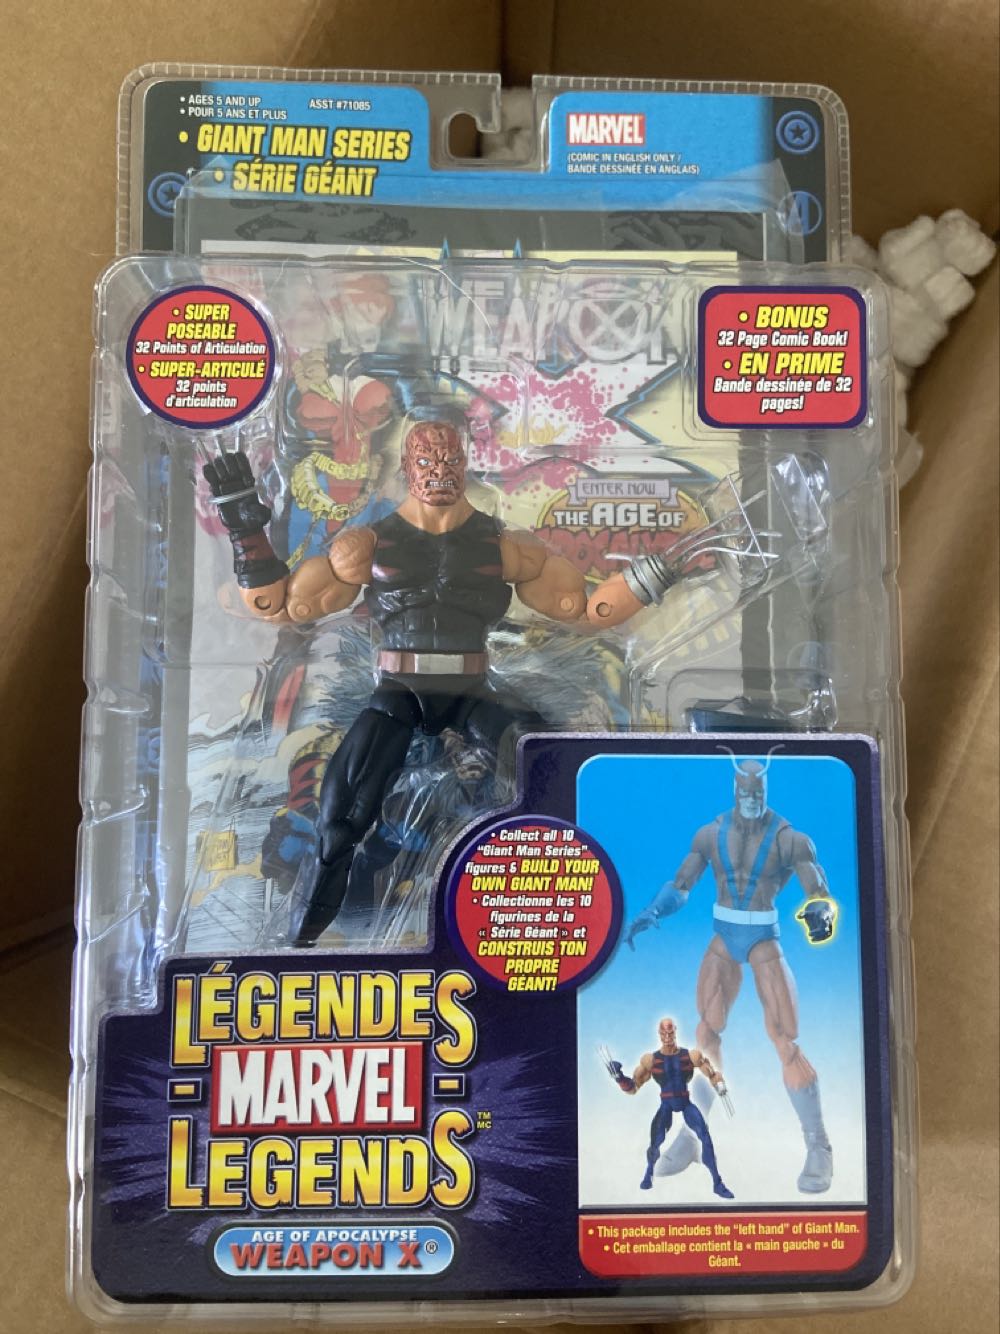 • AGES 5 AND UP
• POUR 5 ANS ET PLUS
ASST #71085
• GIANT MAN SERIES
• SÉRIE GÉANT
MARVEL
(COMIC IN ENGLISH ONLY /
BANDE DESSINÉE EN ANGLAIS)
• SUPER
POSEABLE
32 Points of Articulation
• SUPER-ARTICULÉ
32 points
d'articulation
WEAPON
X
• BONUS
32 Page Comic Book!
• EN PRIME
Bande dessinée de 32
pages!
ENTER NOW
THE AGE OF
• Collect all 10
"Giant Man Series"
figures & BUILD YOUR
OWN GIANT MAN!
• Collectionne les 10
figurines de la
« Série Géant » et
CONSTRUIS TON
PROPRE
GÉANT!
LÉGENDES
- MARVEL -
LEGENDS
TM
MC
AGE OF APOCALYPSE
WEAPON X®
• This package includes the "left hand" of Giant Man.
• Cet emballage contient la « main gauche » du
Géant.